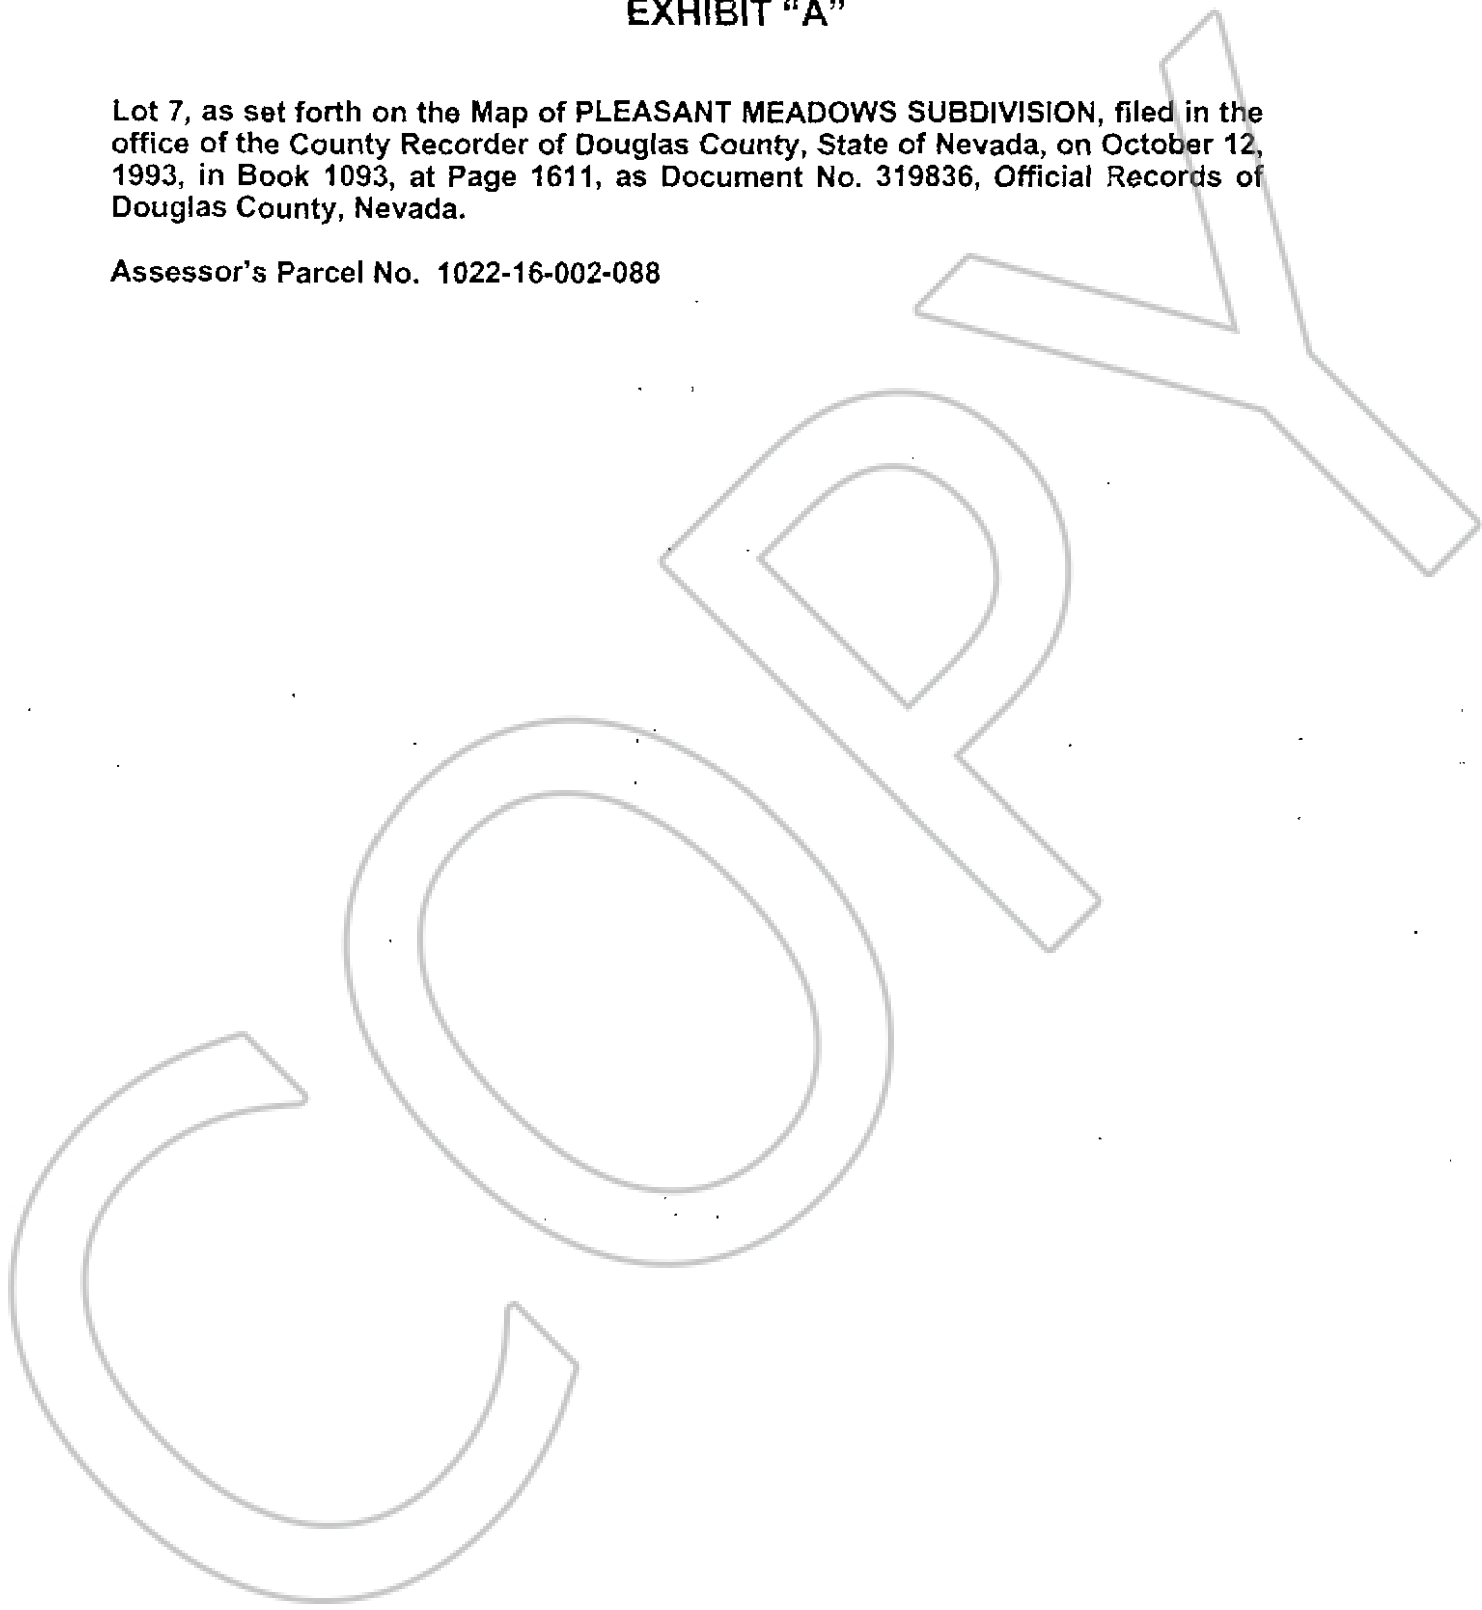 EXHIBIT “A”
Lot 7, as set forth on the Map of PLEASANT MEADOWS SUBDIVISION, filed in the
office of the County Recorder of Douglas County, State of Nevada, on October 12,
1993, in Book 1093, at Page 1611, as Document No. 319836, Official Records of
Douglas County, Nevada.
Assessor's Parcel No. 1022-16-002-088
COPY